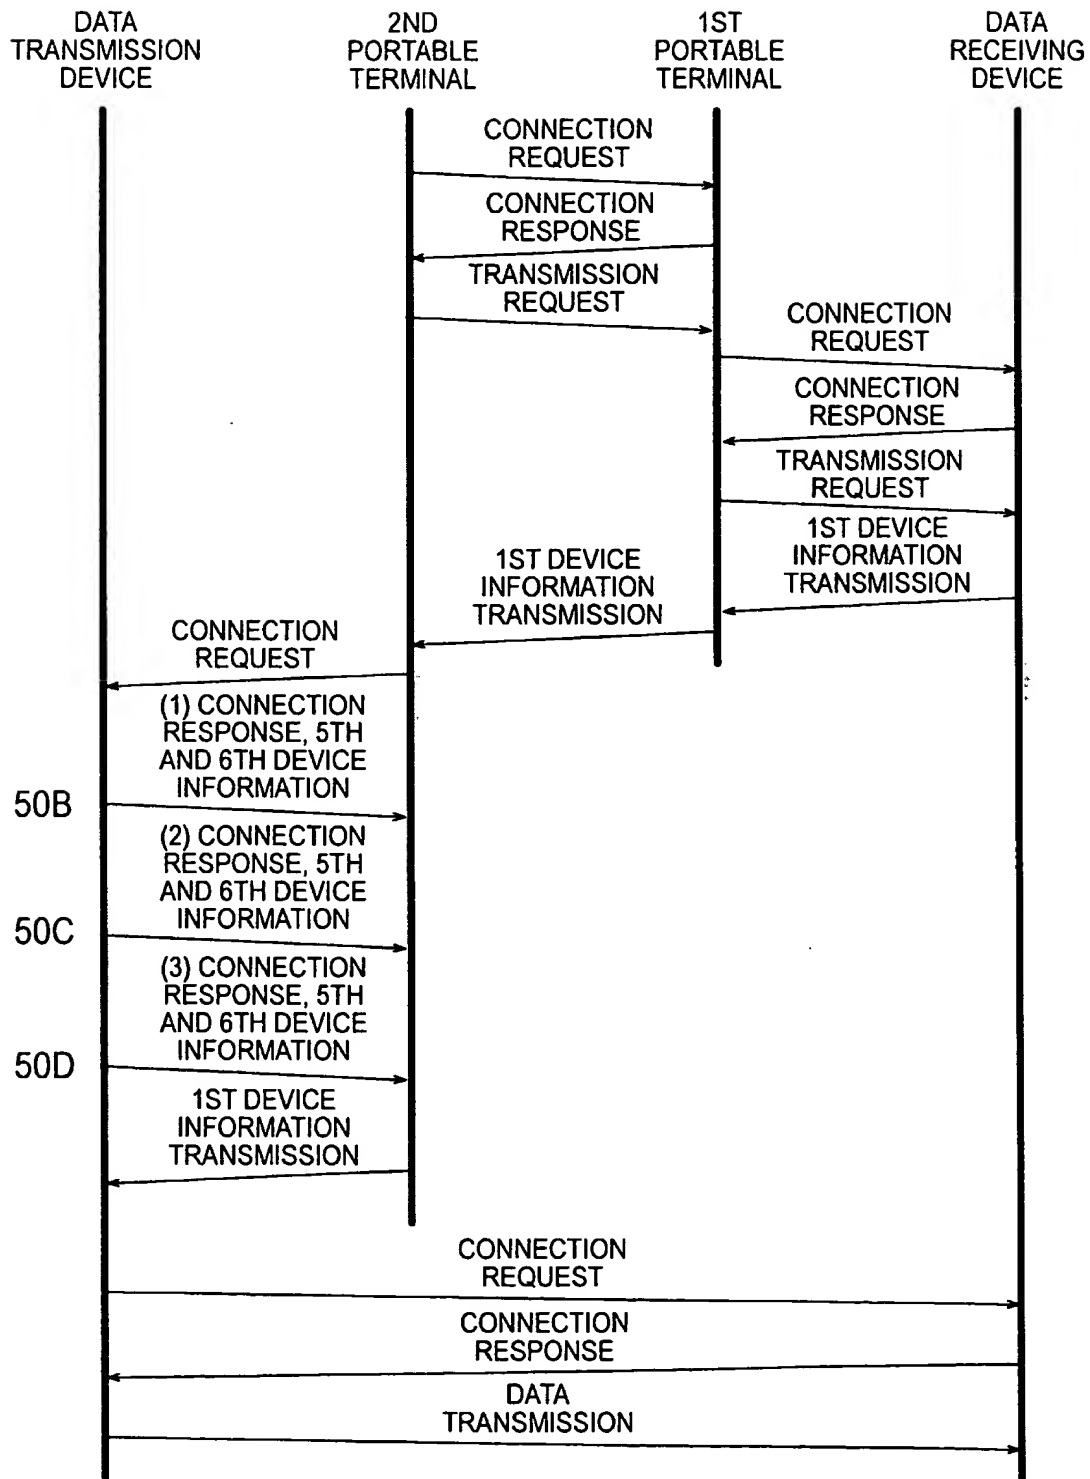 DATA
TRANSMISSION
DEVICE
2ND
PORTABLE
TERMINAL
1ST
PORTABLE
TERMINAL
DATA
RECEIVING
DEVICE
CONNECTION
REQUEST
CONNECTION
RESPONSE
TRANSMISSION
REQUEST
CONNECTION
REQUEST
CONNECTION
RESPONSE
TRANSMISSION
REQUEST
1ST DEVICE
INFORMATION
TRANSMISSION
1ST DEVICE
INFORMATION
TRANSMISSION
CONNECTION
REQUEST
(1) CONNECTION
RESPONSE, 5TH
AND 6TH DEVICE
INFORMATION
50B
(2) CONNECTION
RESPONSE, 5TH
AND 6TH DEVICE
INFORMATION
50C
(3) CONNECTION
RESPONSE, 5TH
AND 6TH DEVICE
INFORMATION
50D
1ST DEVICE
INFORMATION
TRANSMISSION
CONNECTION
REQUEST
CONNECTION
RESPONSE
DATA
TRANSMISSION